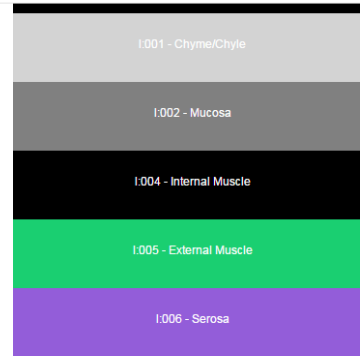 I:001 - Chyme/Chyle
I:002 - Mucosa
I:004 - Internal Muscle
I:005 - External Muscle
I:006 - Serosa